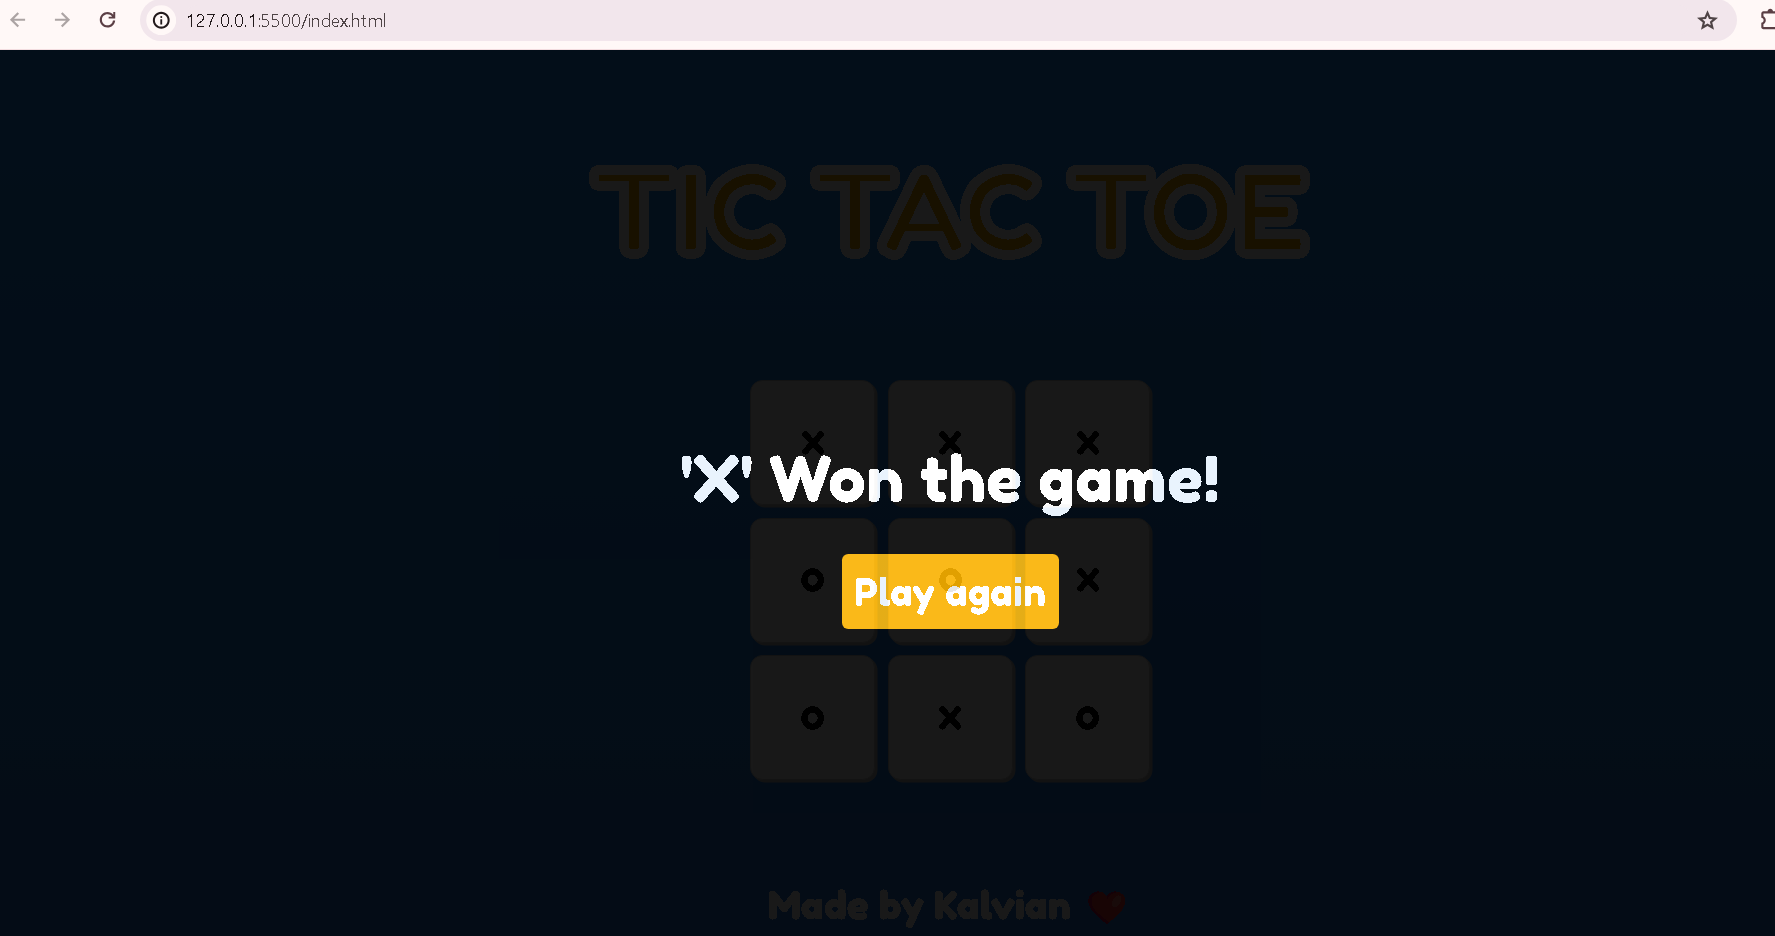 127.0.0.1:5500/index.html
TIC TAC TOE
X X X
'X' Won the game!
O O X
Play again
O X O
Made by Kalvian ❤️